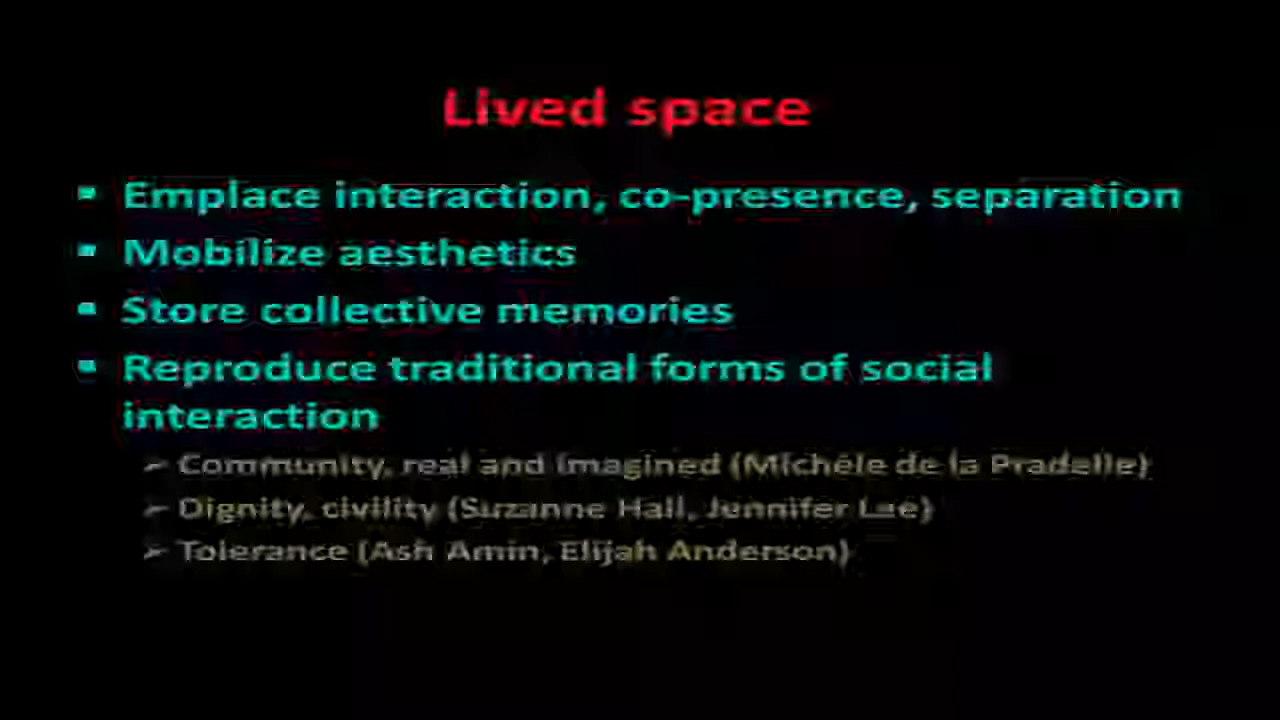 Lived space
Emplace interaction, co-presence, separation
Mobilize aesthetics
Store collective memories
Reproduce traditional forms of social
interaction
Community, real and imagined (Michéle de la Pradelle)
Dignity, civility (Suzanne Hall, Jennifer Lee)
Tolerance (Ash Amin, Elijah Anderson)